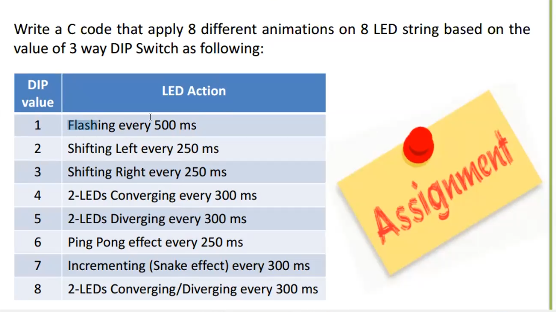 Write a C code that apply 8 different animations on 8 LED string based on the
value of 3 way DIP Switch as following:
DIP value LED Action
1 Flashing every 500 ms
2 Shifting Left every 250 ms
3 Shifting Right every 250 ms
4 2-LEDs Converging every 300 ms
5 2-LEDs Diverging every 300 ms
6 Ping Pong effect every 250 ms
7 Incrementing (Snake effect) every 300 ms
8 2-LEDs Converging/Diverging every 300 ms
Assignment